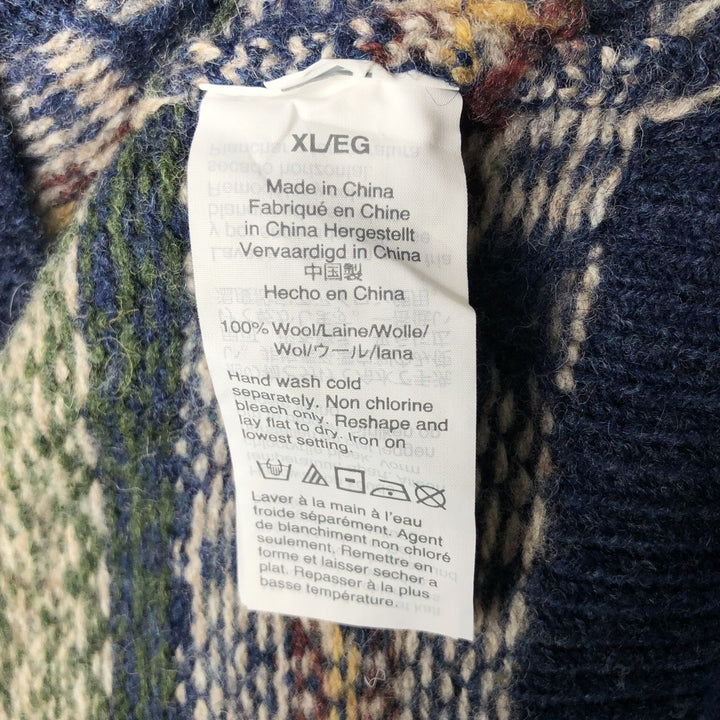 XL/EG
Made in China
Fabriqué en Chine
in China Hergestellt
Vervaardigd in China
中国製
Hecho en China
100% Wool/Laine/Wolle/
Wol/ウール/lana
Hand wash cold
separately. Non chlorine
bleach only. Reshape and
lay flat to dry. Iron on
lowest setting.
Laver à la main à l'eau
froide séparément. Agent
de blanchiment non chloré
seulement. Remettre en
forme et laisser secher a
plat. Repasser à la plus
basse température.